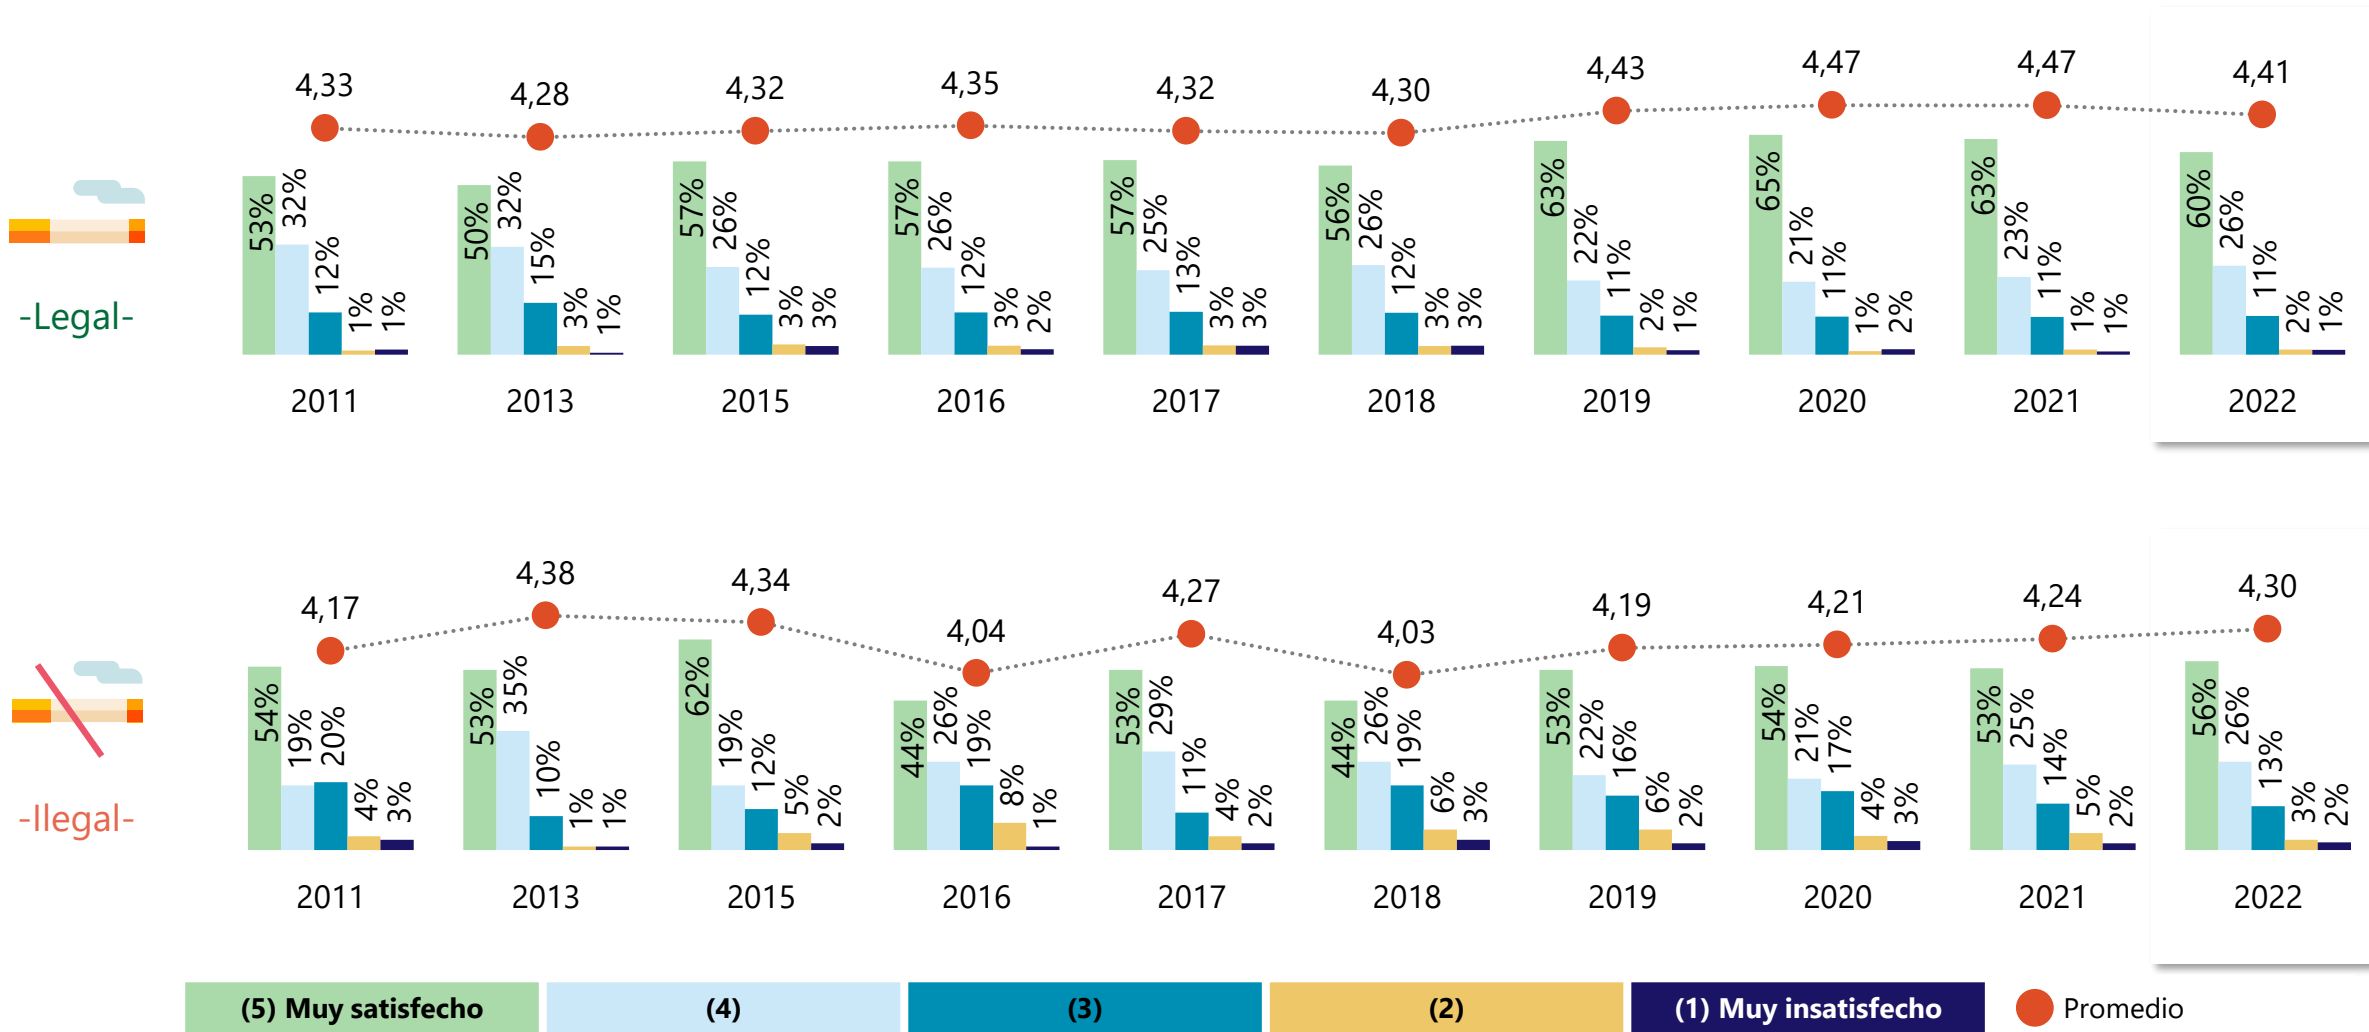 4,33 4,28 4,32 4,35 4,32 4,30 4,43 4,47 4,47 4,41
53% 32% 12% 1% 1%
50% 32% 15% 3% 1%
57% 26% 12% 3% 3%
57% 26% 12% 3% 2%
57% 25% 13% 3% 3%
56% 26% 12% 3% 3%
63% 22% 11% 2% 1%
65% 21% 11% 1% 2%
63% 23% 11% 1% 1%
60% 26% 11% 2% 1%
-Legal-
2011 2013 2015 2016 2017 2018 2019 2020 2021 2022
4,17 4,38 4,34 4,04 4,27 4,03 4,19 4,21 4,24 4,30
54% 19% 20% 4% 3%
53% 35% 10% 1% 1%
62% 19% 12% 5% 2%
44% 26% 19% 8% 1%
53% 29% 11% 4% 2%
44% 26% 19% 6% 3%
53% 22% 16% 6% 2%
54% 21% 17% 4% 3%
53% 25% 14% 5% 2%
56% 26% 13% 3% 2%
-Ilegal-
2011 2013 2015 2016 2017 2018 2019 2020 2021 2022
(5) Muy satisfecho (4) (3) (2) (1) Muy insatisfecho Promedio